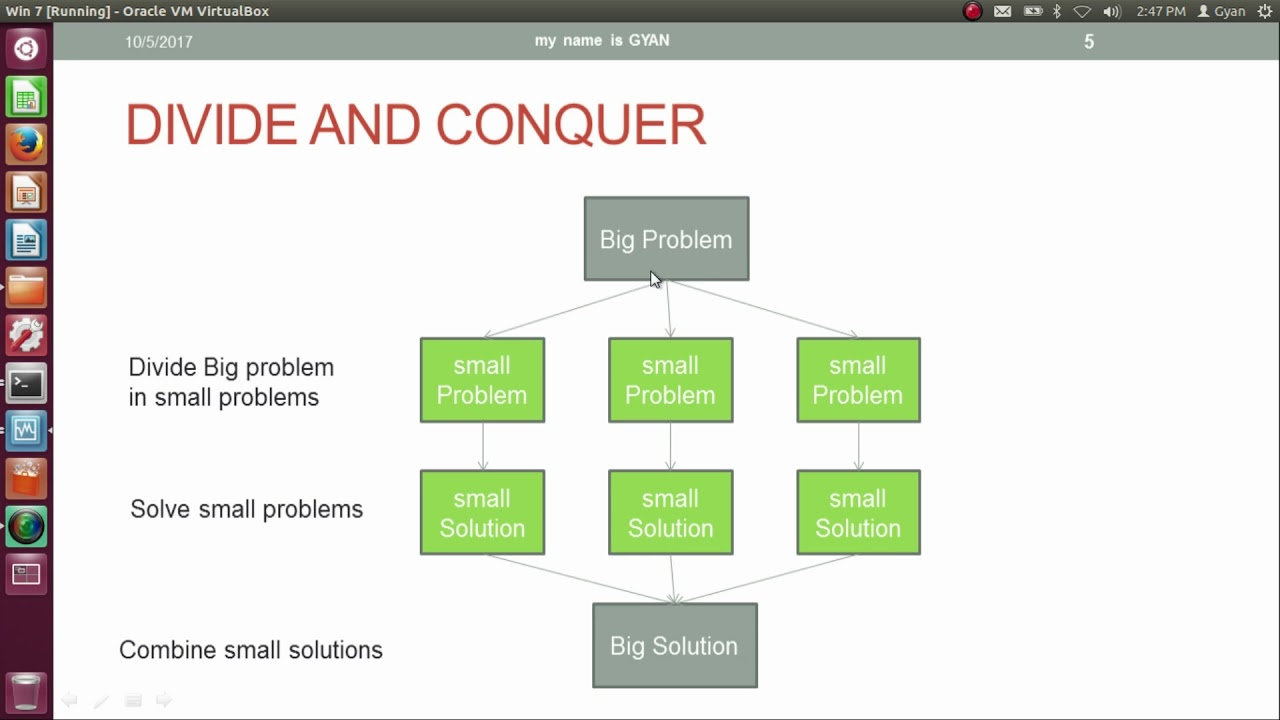 Win 7 [Running] - Oracle VM VirtualBox
2:47 PM Gyan
10/5/2017
my name is GYAN
5
DIVIDE AND CONQUER
Big Problem
Divide Big problem
in small problems
small
Problem
small
Problem
small
Problem
Solve small problems
small
Solution
small
Solution
small
Solution
Combine small solutions
Big Solution